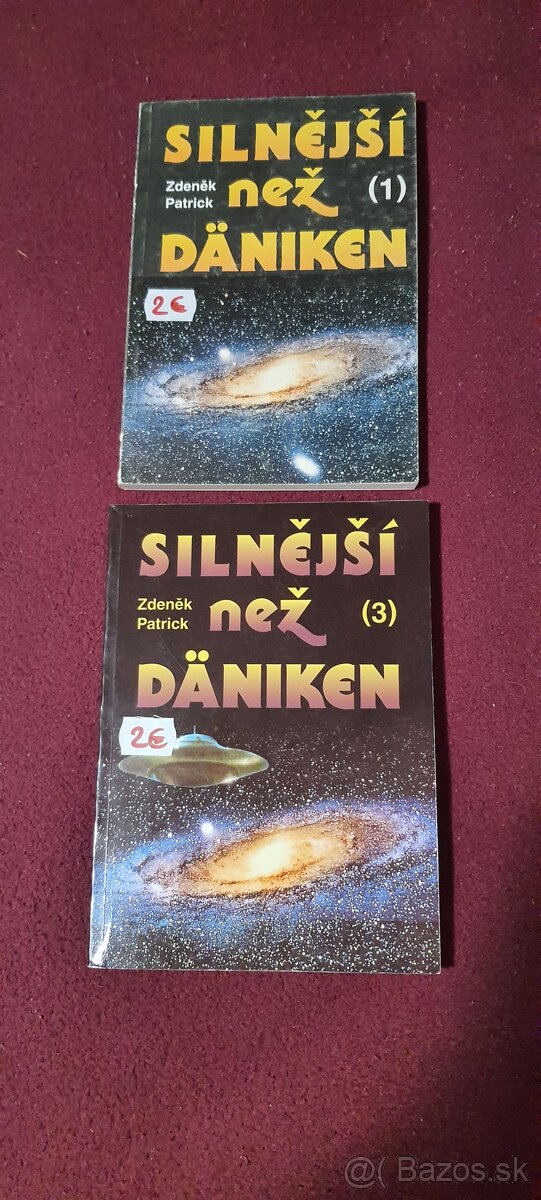 SILNĚJŠÍ
Zdeněk
Patrick
než
(1)
DÄNIKEN
2€
SILNĚJŠÍ
Zdeněk
Patrick
než
(3)
DÄNIKEN
2€
@ Bazos.sk